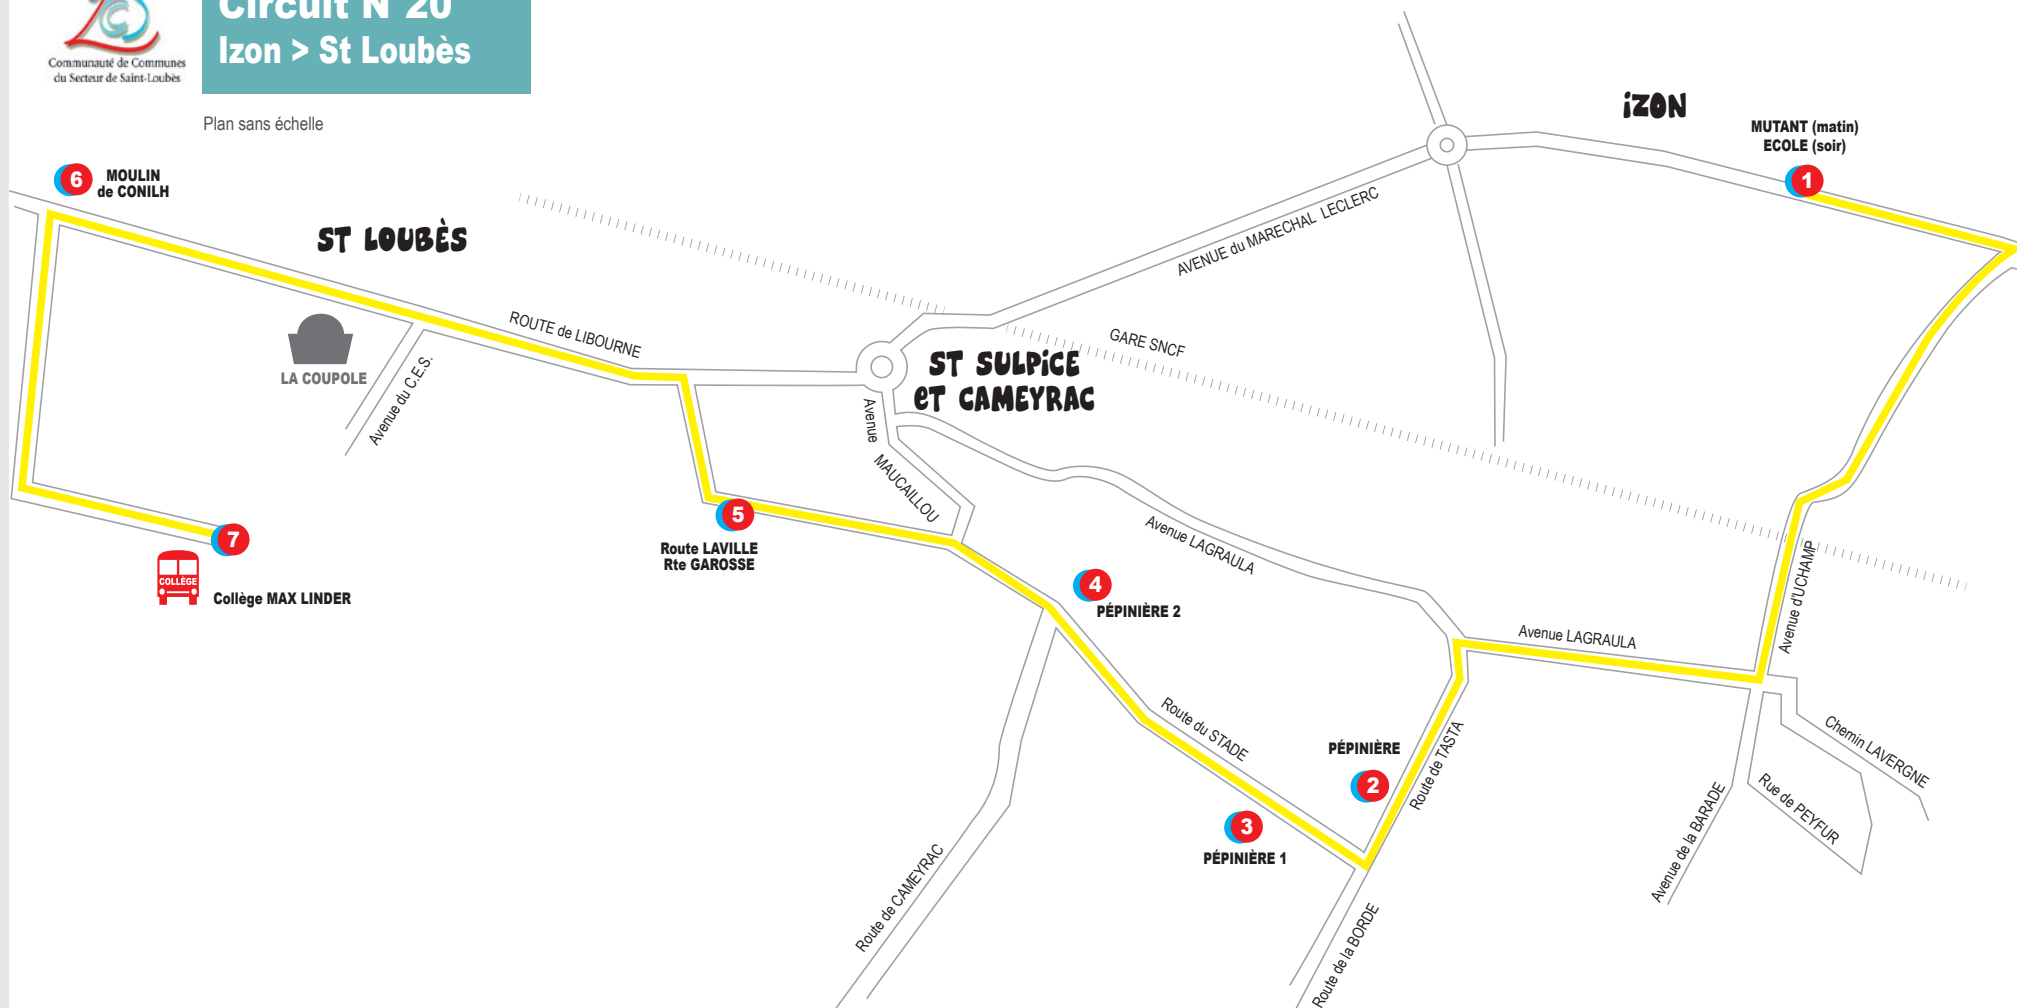 Circuit N°20
Izon > St Loubès
Communauté de Communes
du Secteur de Saint-Loubès
Plan sans échelle
iZON
MUTANT (matin)
ECOLE (soir)
1
6
MOULIN
de CONILH
ST LOUBÈS
AVENUE du MARECHAL LECLERC
ROUTE de LIBOURNE
GARE SNCF
LA COUPOLE
Avenue du C.E.S.
ST SULPiCE
eT CAMEYRAC
Avenue
MAUCAILLOU
5
Route LAVILLE
Rte GAROSSE
7
COLLÈGE
Collège MAX LINDER
Avenue LAGRAULA
4
PÉPINIÈRE 2
Avenue LAGRAULA
Avenue d'UCHAMP
Route du STADE
PÉPINIÈRE
2
Route de TASTA
3
PÉPINIÈRE 1
Chemin LAVERGNE
Rue de PEYFUR
Avenue de la BARADE
Route de CAMEYRAC
Route de la BORDE